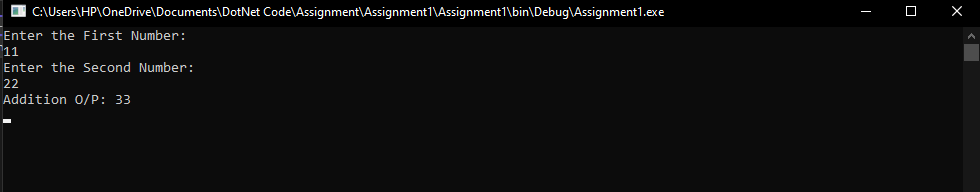 C:\Users\HP\OneDrive\Documents\DotNet Code\Assignment\Assignment1\Assignment1\bin\Debug\Assignment1.exe
Enter the First Number:
11
Enter the Second Number:
22
Addition O/P: 33